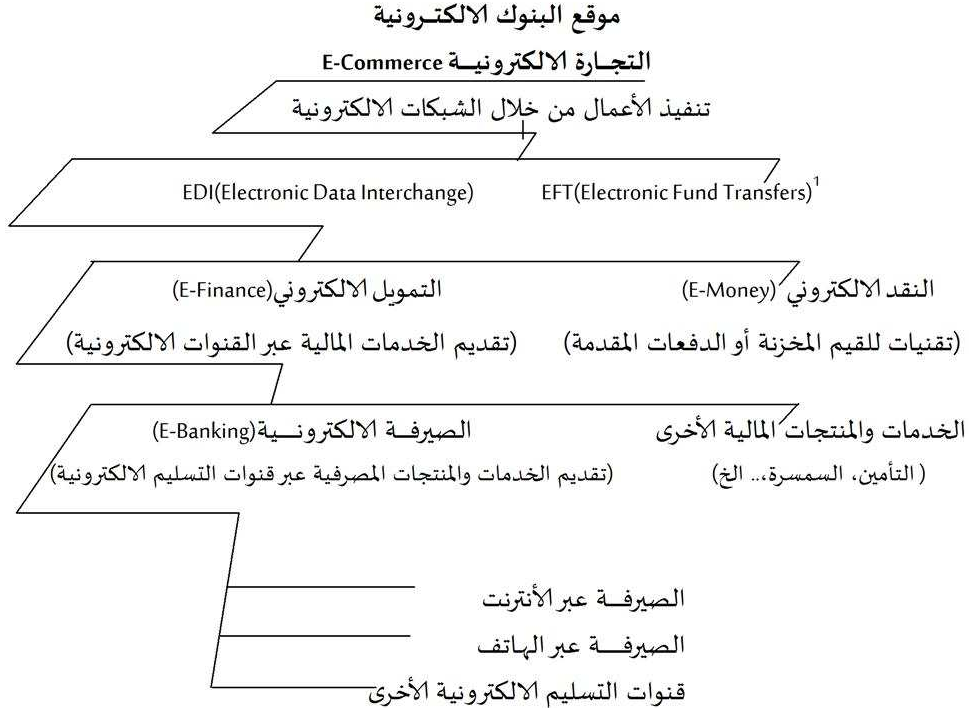 موقع البنوك الالكترونية
التجارة الالكترونية E-Commerce
تنفيذ الأعمال من خلال الشبكات الالكترونية
EDI(Electronic Data Interchange) EFT(Electronic Fund Transfers)¹
النقد الالكتروني (E-Money) التمويل الالكتروني(E-Finance)
(تقنيات للقيم المخزنة أو الدفعات المقدمة) (تقديم الخدمات المالية عبر القنوات الالكترونية)
الخدمات والمنتجات المالية الأخرى الصيرفة الالكترونية(E-Banking)
( التأمين، السمسرة،.. الخ) (تقديم الخدمات والمنتجات المصرفية عبر قنوات التسليم الالكترونية)
الصيرفة عبر الأنترنت
الصيرفة عبر الهاتف
قنوات التسليم الالكترونية الأخرى